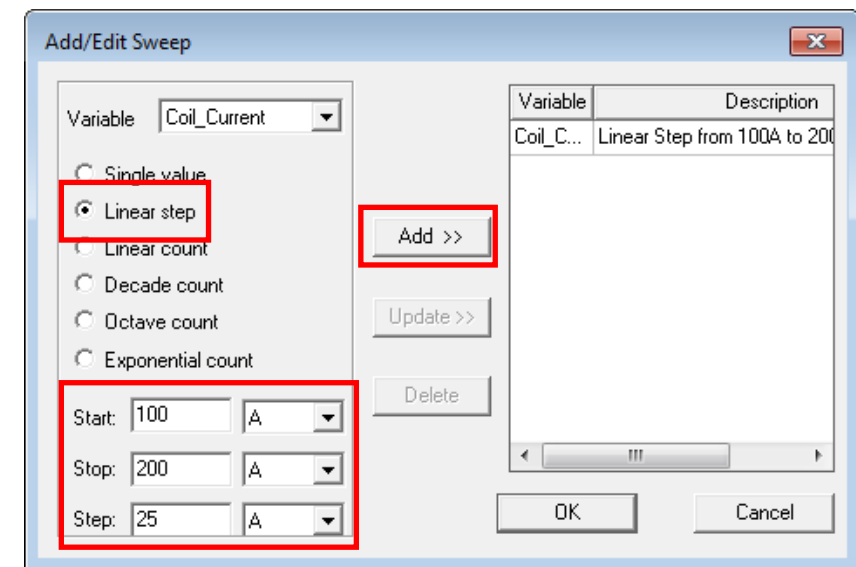 Add/Edit Sweep
Variable Coil_Current
Single value
Linear step
Linear count
Decade count
Octave count
Exponential count
Start: 100 A
Stop: 200 A
Step: 25 A
Add >>
Update >>
Delete
Variable Description
Coil_C... Linear Step from 100A to 200
OK Cancel